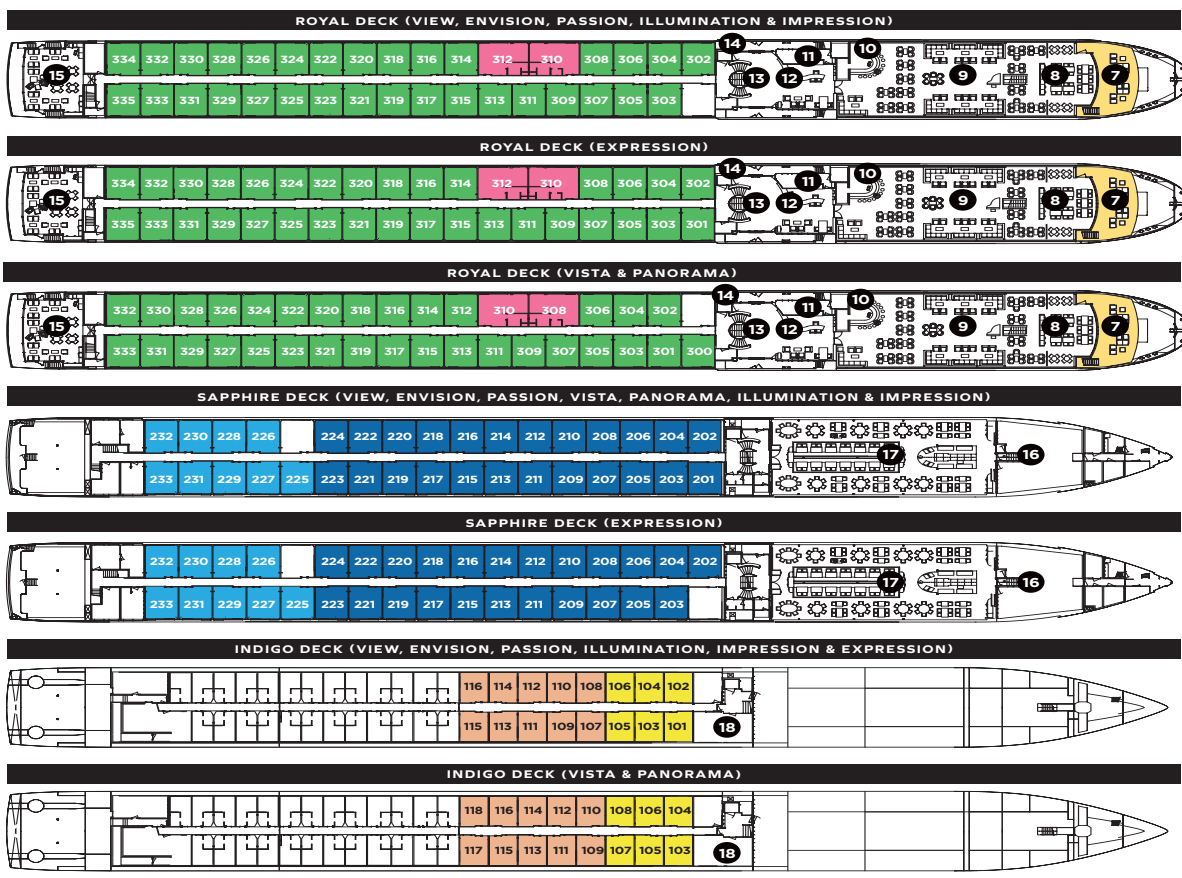 ROYAL DECK (VIEW, ENVISION, PASSION, ILLUMINATION & IMPRESSION)
14 11 10
334 332 330 328 326 324 322 320 318 316 314 312 310 308 306 304 302
15 13 12 9 8 7
335 333 331 329 327 325 323 321 319 317 315 313 311 309 307 305 303
ROYAL DECK (EXPRESSION)
14 11 10
334 332 330 328 326 324 322 320 318 316 314 312 310 308 306 304 302
15 13 12 9 8 7
335 333 331 329 327 325 323 321 319 317 315 313 311 309 307 305 303 301
ROYAL DECK (VISTA & PANORAMA)
14 11 10
332 330 328 326 324 322 320 318 316 314 312 310 308 306 304 302
15 13 12 9 8 7
333 331 329 327 325 323 321 319 317 315 313 311 309 307 305 303 301 300
SAPPHIRE DECK (VIEW, ENVISION, PASSION, VISTA, PANORAMA, ILLUMINATION & IMPRESSION)
232 230 228 226 224 222 220 218 216 214 212 210 208 206 204 202
17 16
233 231 229 227 225 223 221 219 217 215 213 211 209 207 205 203 201
SAPPHIRE DECK (EXPRESSION)
232 230 228 226 224 222 220 218 216 214 212 210 208 206 204 202
17 16
233 231 229 227 225 223 221 219 217 215 213 211 209 207 205 203
INDIGO DECK (VIEW, ENVISION, PASSION, ILLUMINATION, IMPRESSION & EXPRESSION)
116 114 112 110 108 106 104 102
115 113 111 109 107 105 103 101 18
INDIGO DECK (VISTA & PANORAMA)
118 116 114 112 110 108 106 104
117 115 113 111 109 107 105 103 18